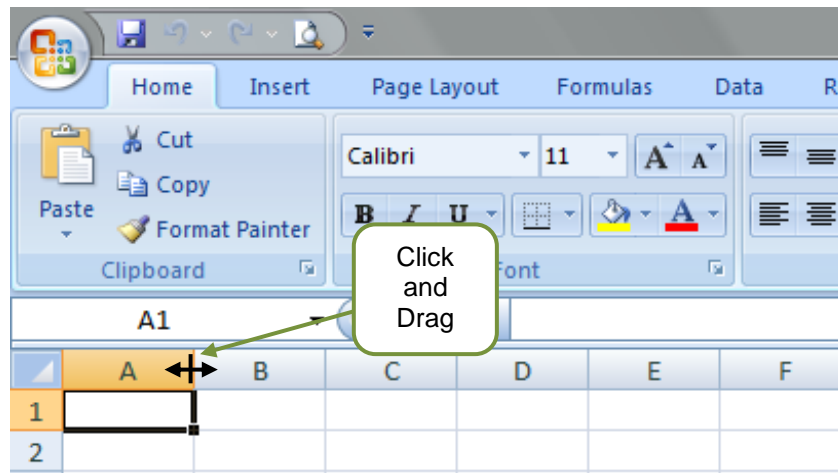 Home Insert Page Layout Formulas Data R
Cut
Calibri 11 A A
Copy
Paste
Format Painter
B I U A
Clipboard ont
Click
and
Drag
A1
A B C D E F
1
2